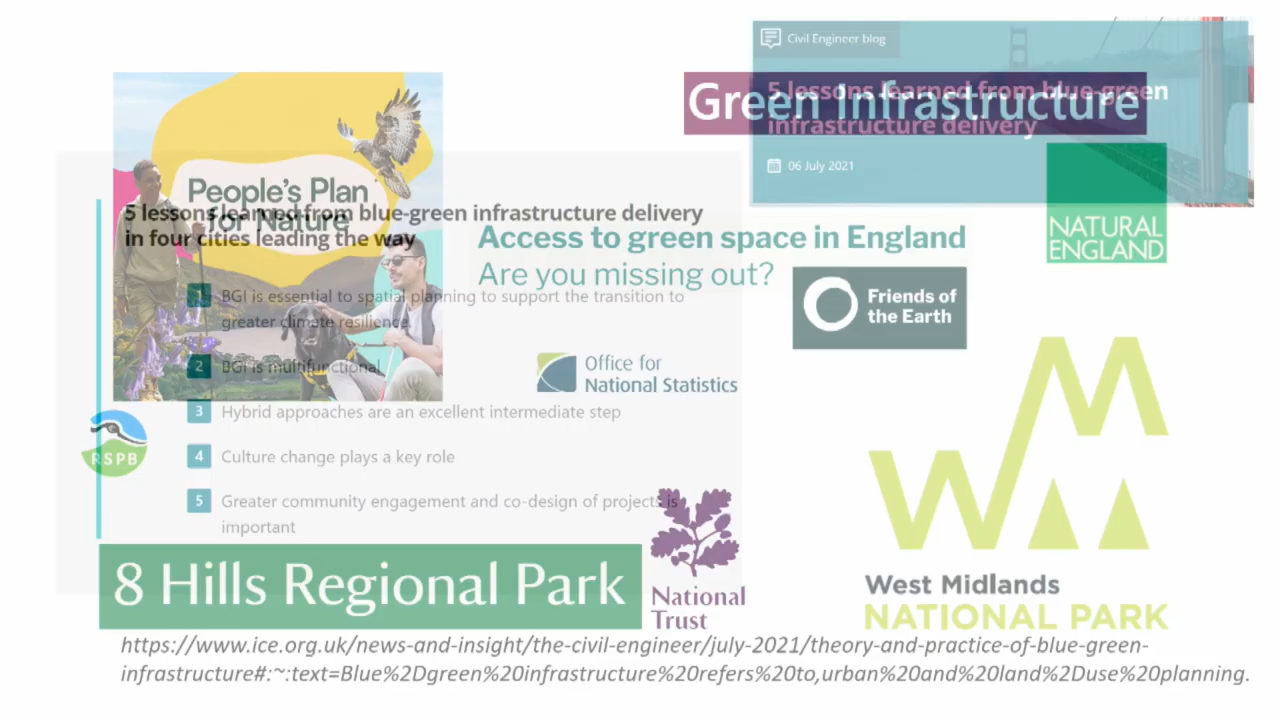 Civil Engineer blog
Green Infrastructure
5 lessons learned from blue-green
infrastructure delivery
06 July 2021
People's Plan
for Nature
5 lessons learned from blue-green infrastructure delivery
in four cities leading the way
NATURAL
ENGLAND
Access to green space in England
Are you missing out?
1 BGI is essential to spatial planning to support the transition to
greater climate resilience.
Friends of
the Earth
2 BGI is multifunctional
Office for
National Statistics
3 Hybrid approaches are an excellent intermediate step
RSPB
4 Culture change plays a key role
5 Greater community engagement and co-design of projects is
important
WM
8 Hills Regional Park
National
Trust
West Midlands
NATIONAL PARK
https://www.ice.org.uk/news-and-insight/the-civil-engineer/july-2021/theory-and-practice-of-blue-green-
infrastructure#:~:text=Blue%2Dgreen%20infrastructure%20refers%20to,urban%20and%20land%2Duse%20planning.